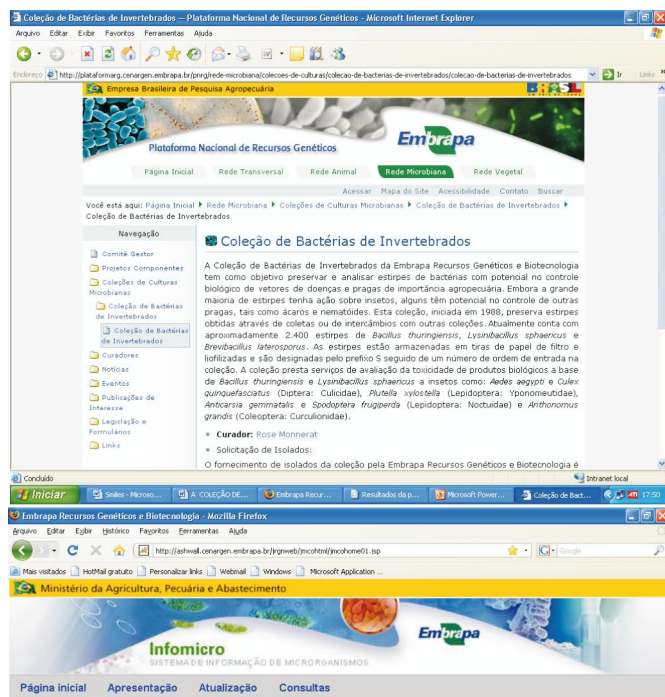 Coleção de Bactérias de Invertebrados — Plataforma Nacional de Recursos Genéticos - Microsoft Internet Explorer
Arquivo Editar Exibir Favoritos Ferramentas Ajuda
Endereço http://plataformarg.cenargen.embrapa.br/pnrg/rede-microbiana/colecoes-de-culturas/colecao-de-bacterias-de-invertebrados/colecao-de-bacterias-de-invertebrados Ir Links »
Empresa Brasileira de Pesquisa Agropecuária BRASIL
Plataforma Nacional de Recursos Genéticos Embrapa
Página Inicial Rede Transversal Rede Animal Rede Microbiana Rede Vegetal
Acessar Mapa do Site Acessibilidade Contato Buscar
Você está aqui: Página Inicial Rede Microbiana Coleções de Culturas Microbianas Coleção de Bactérias de Invertebrados
Coleção de Bactérias de Invertebrados
Navegação
Comitê Gestor
Projetos Componentes
Coleções de Culturas
Microbianas
Coleção de Bactérias
de Invertebrados
Coleção de Bactérias
de Invertebrados
Curadores
Notícias
Eventos
Publicações de
Interesse
Legislação e
Formulários
Links
Coleção de Bactérias de Invertebrados
A Coleção de Bactérias de Invertebrados da Embrapa Recursos Genéticos e Biotecnologia
tem como objetivo preservar e analisar estirpes de bactérias com potencial no controle
biológico de vetores de doenças e pragas de importância agropecuária. Embora a grande
maioria de estirpes tenha ação sobre insetos, alguns têm potencial no controle de outras
pragas, tais como ácaros e nematóides. Esta coleção, iniciada em 1988, preserva estirpes
obtidas através de coletas ou de intercâmbios com outras coleções. Atualmente conta com
aproximadamente 2.400 estirpes de Bacillus thuringiensis, Lysinibacillus sphaericus e
Brevibacillus laterosporus. As estirpes estão armazenadas em tiras de papel de filtro e
liofilizadas e são designadas pelo prefixo S seguido de um número de ordem de entrada na
coleção. A coleção presta serviços de avaliação da toxicidade de produtos biológicos a base
de Bacillus thuringiensis e Lysinibacillus sphaericus a insetos como: Aedes aegypti e Culex
quinquefasciatus (Diptera: Culicidae), Plutella xylostella (Lepidoptera: Yponomeutidae),
Anticarsia gemmatalis e Spodoptera frugiperda (Lepidoptera: Noctuidae) e Anthonomus
grandis (Coleoptera: Curculionidae).
Curador: Rose Monnerat
Solicitação de Isolados:
O fornecimento de isolados da coleção pela Embrapa Recursos Genéticos e Biotecnologia é
Concluído Intranet local
Iniciar Smiles - Microso... A COLEÇÃO DE... Embrapa Recur... Resultados da p... Microsoft Power... Coleção de Bact... 17:50
Embrapa Recursos Genéticos e Biotecnologia - Mozilla Firefox
Arquivo Editar Exibir Histórico Favoritos Ferramentas Ajuda
http://ashwall.cenargen.embrapa.br/jrgnweb/jmcohtml/jmcohome01.jsp Google
Mais visitados HotMail gratuito Personalizar links Webmail Windows Microsoft Application ...
Ministério da Agricultura, Pecuária e Abastecimento
Embrapa
Infomicro
SISTEMA DE INFORMAÇÃO DE MICRORGANISMOS
Página inicial Apresentação Atualização Consultas